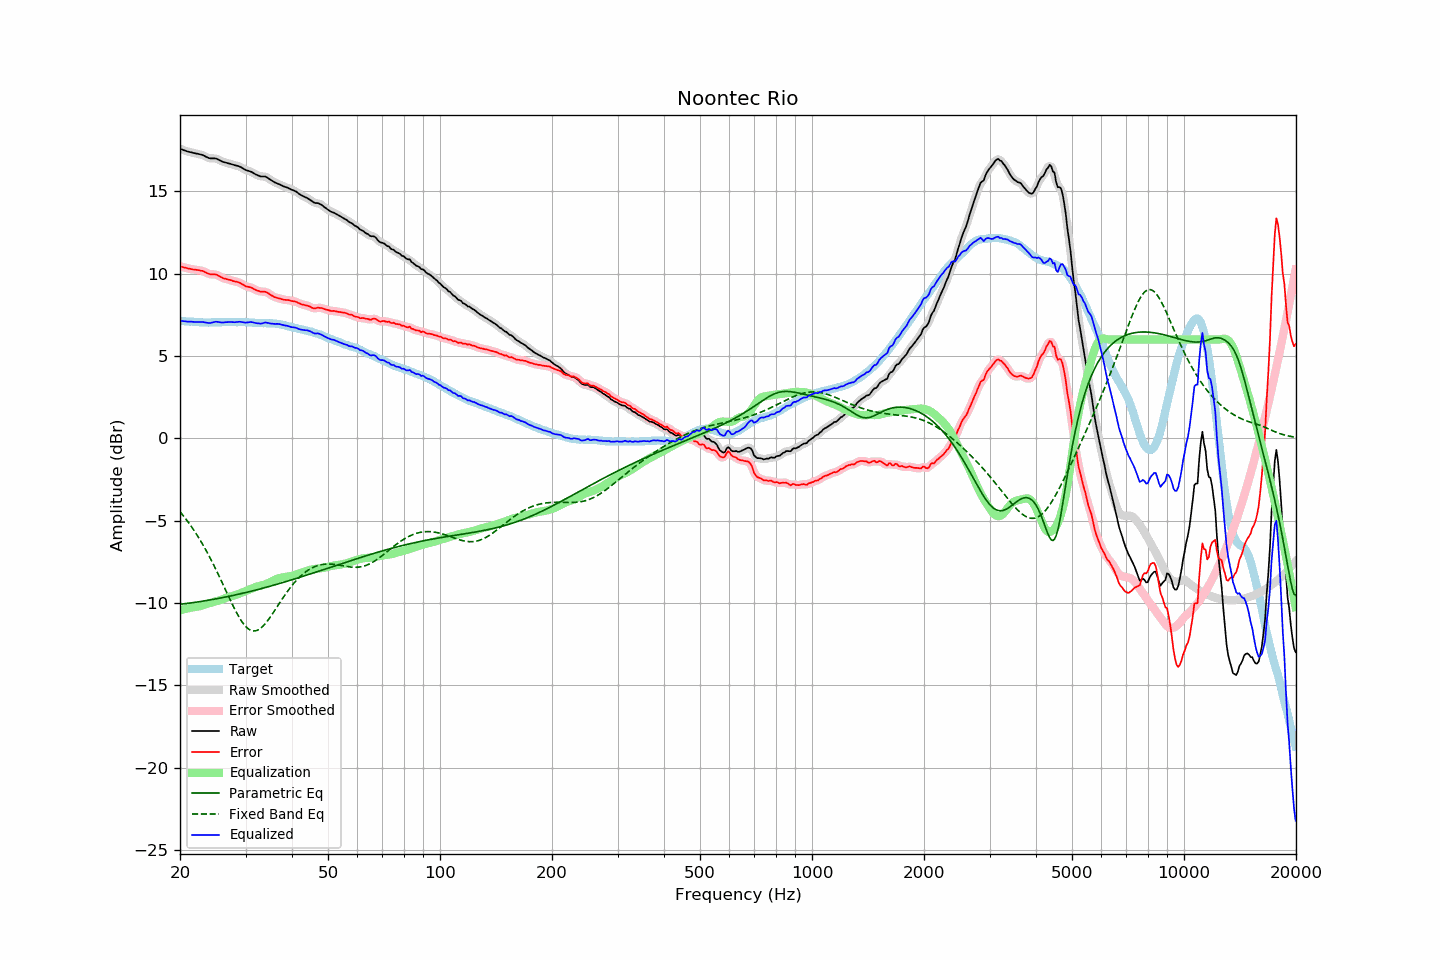 Noontec Rio
Amplitude (dBr)
15
10
5
0
−5
−10
−15
−20
−25
Target
Raw Smoothed
Error Smoothed
Raw
Error
Equalization
Parametric Eq
Fixed Band Eq
Equalized
20 50 100 200 500 1000 2000 5000 10000 20000
Frequency (Hz)